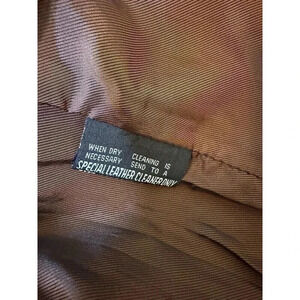 WHEN DRY CLEANING IS
NECESSARY SEND TO A
SPECIAL LEATHER CLEANER ONLY